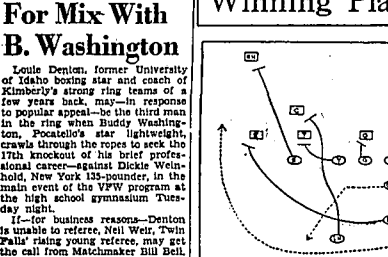 For Mix With
B. Washington
Louie Denton, former University
of Idaho boxing star and coach of
Kimberly's strong ring teams of a
few years back, may—in response
to popular appeal—be the third man
in the ring when Buddy Washing-
ton, Pocatello's star lightweight,
crawls through the ropes to seek the
17th knockout of his brief profes-
sional career—against Dickie Wein-
hold, New York 135-pounder, in the
main event of the VFW program at
the high school gymnasium Tues-
day night.
If—for business reasons—Denton
is unable to referee, Neil Weir, Twin
Falls' rising young referee, may get
the call from Matchmaker Bill Bell,
Winning
C
T
G
E
T